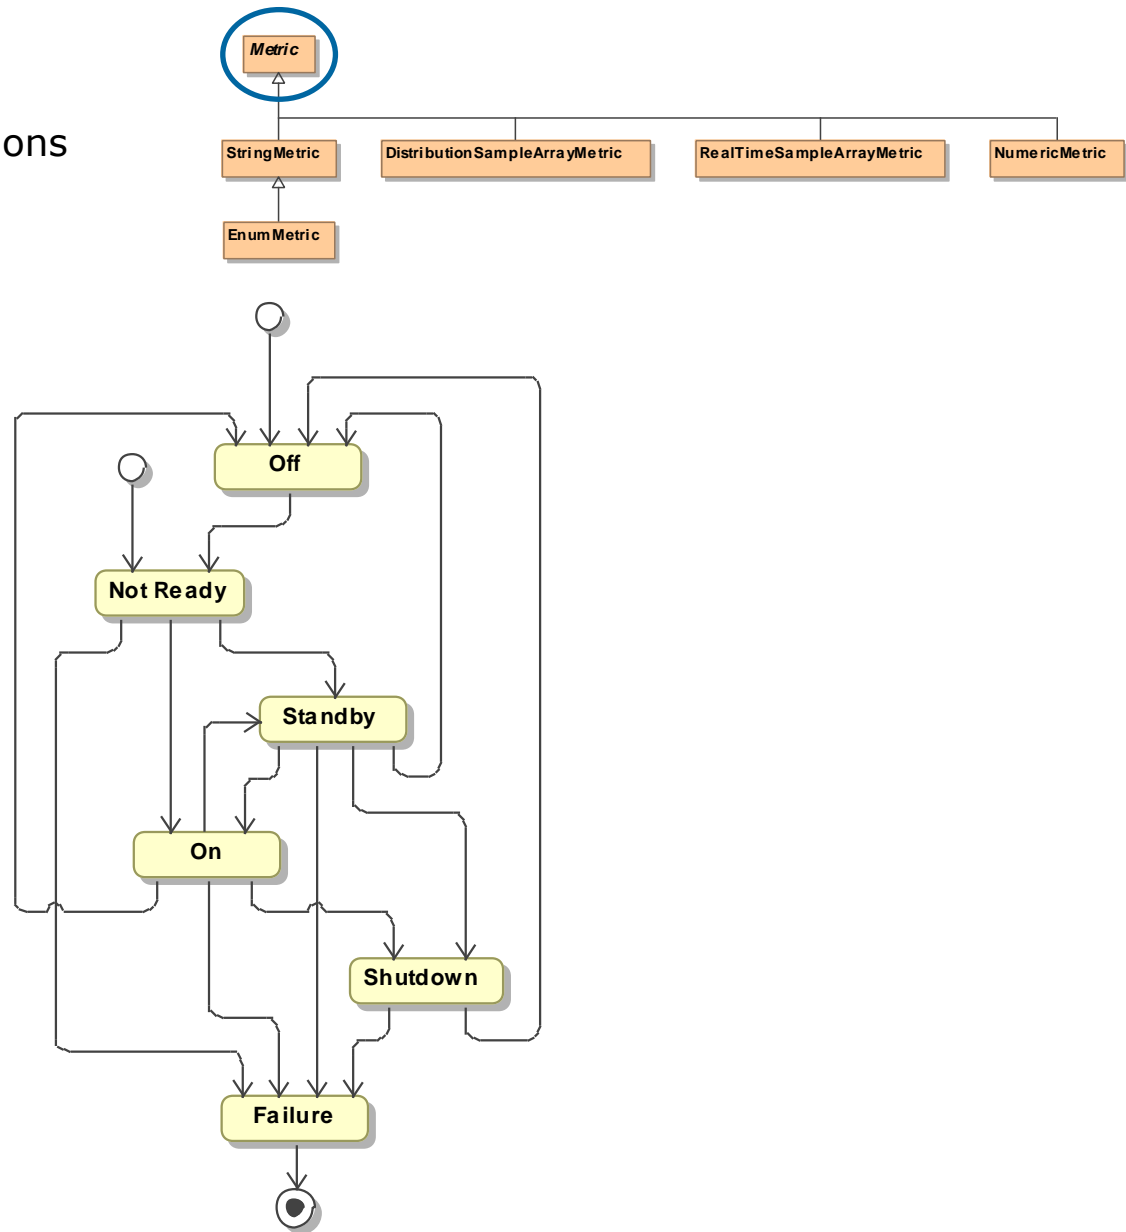 Metric
ons
StringMetric
DistributionSampleArrayMetric
RealTimeSampleArrayMetric
NumericMetric
EnumMetric
Off
Not Ready
Standby
On
Shutdown
Failure